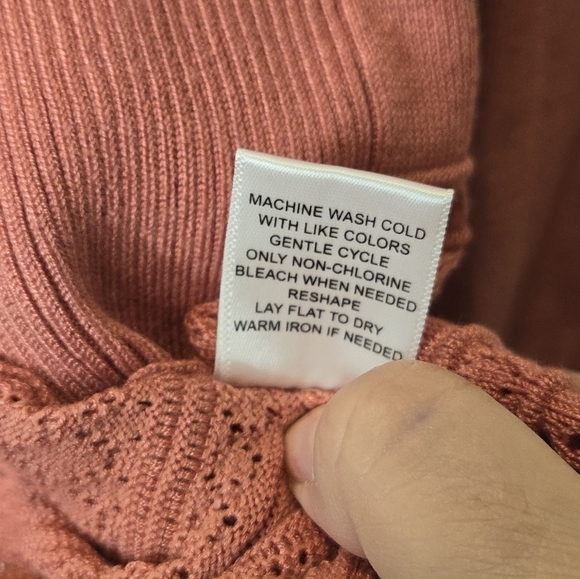 MACHINE WASH COLD
WITH LIKE COLORS
GENTLE CYCLE
ONLY NON-CHLORINE
BLEACH WHEN NEEDED
RESHAPE
LAY FLAT TO DRY
WARM IRON IF NEEDED